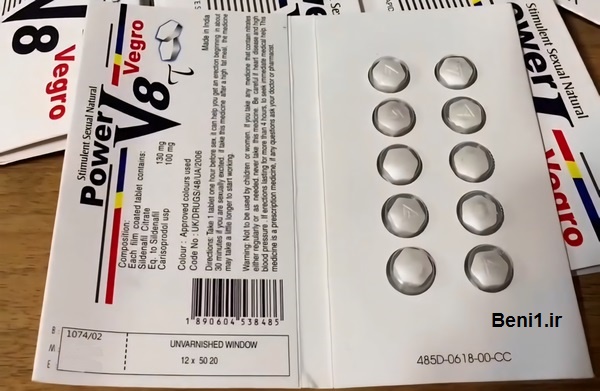 Stimulent Sexual Natural
Power V8
Vegro
Made in India
Composition:
Each film coated tablet contains:
Sildenafil Citrate
Eq. to Sildenafil 130 mg
Carisoprodol usp 100 mg
Colour : Approved colours used
Code No : UK/DRUGS/48/UA/2006
Directions: Take 1 tablet one hour before sex. It can help you get an erection beginning in about
30 minutes if you are sexually excited. if take this medicine after a high fat meal, the medicine
may take a little longer to start working.
Warning: Not to be used by children or women. If you take any medicine that contain nitrates
either regularly or as needed, never take this medicine. Be careful if heart disease and high
blood pressure. If erections lasting for more than 4 hours, to seek immediate medical help. This
medicine is a prescription medicine. if any questions ask your doctor or pharmacist.
1 890604 538485
B
M
E
1074/02
UNVARNISHED WINDOW
12 x 50 20
8
Vegro
Stimulent Sexual Natural
Power
Vegro
Beni1.ir
485D-0618-00-CC